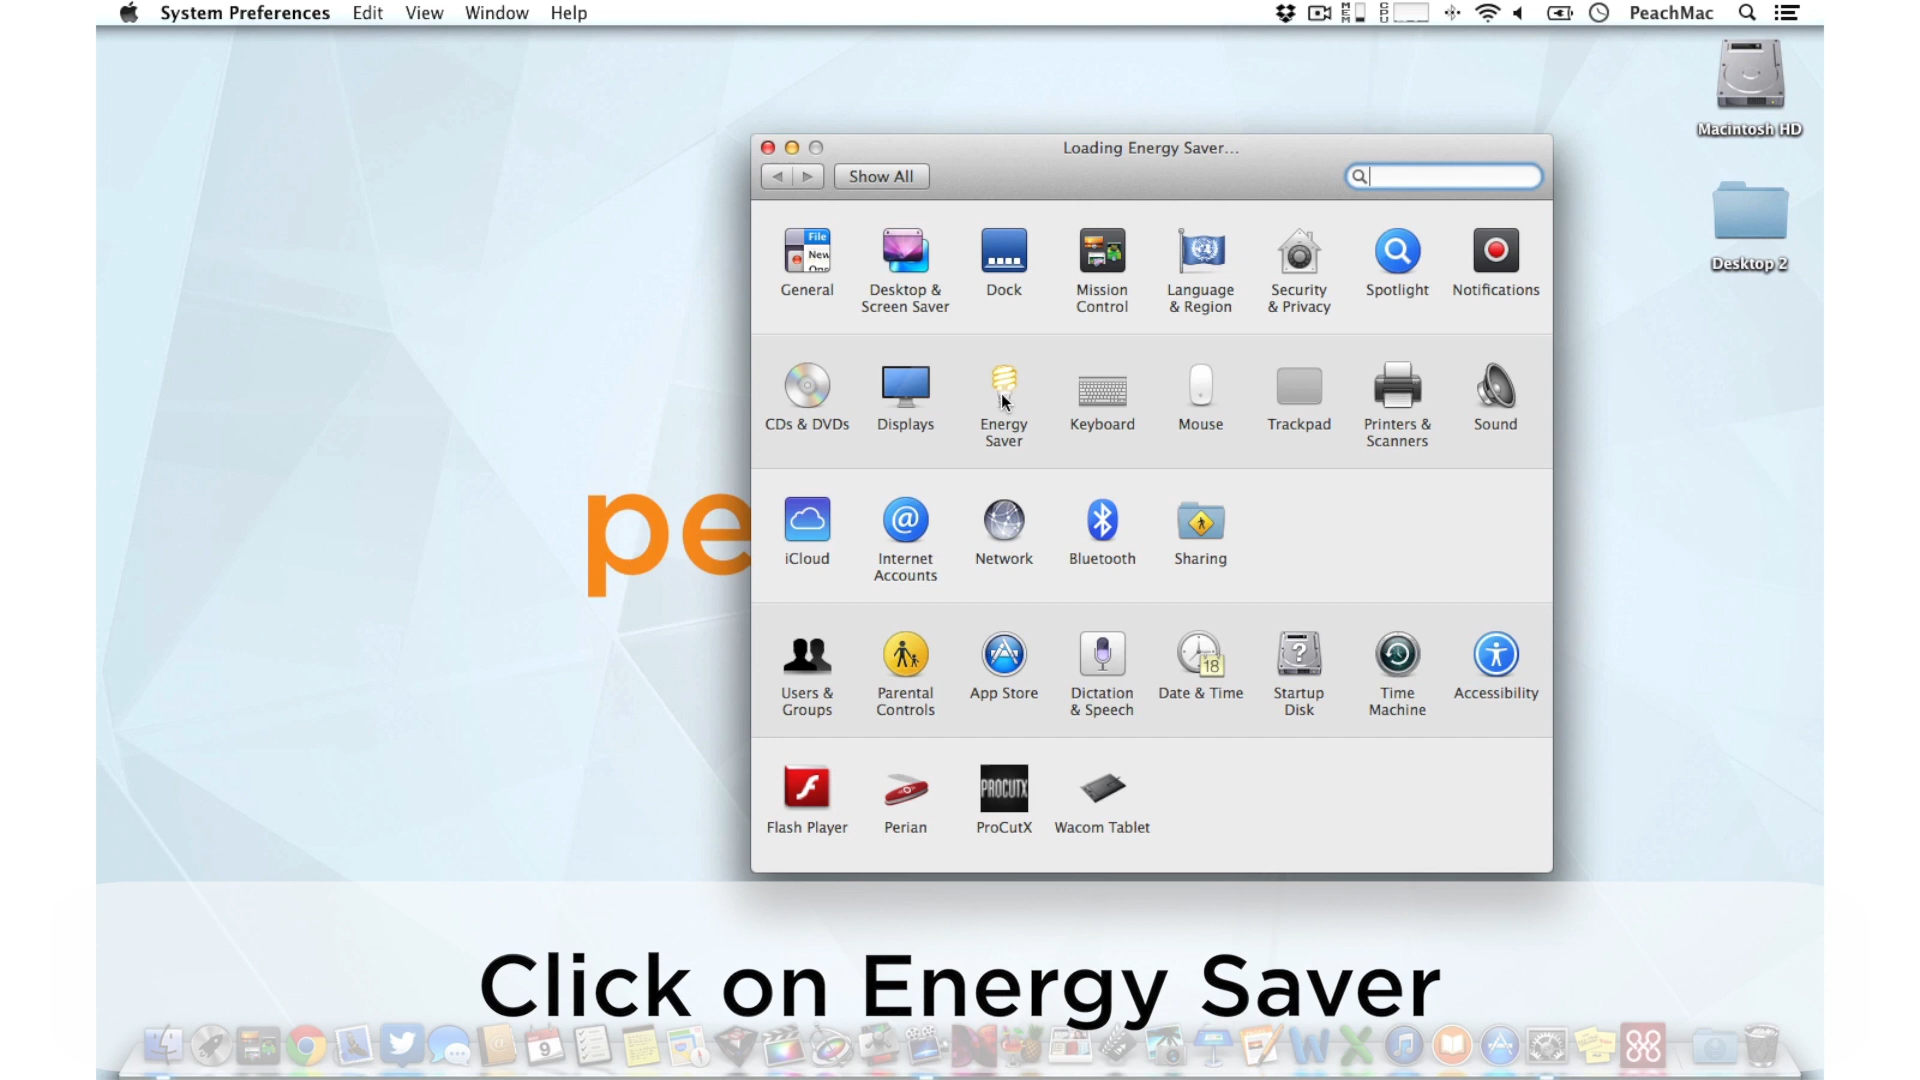 System Preferences Edit View Window Help
MEM CPU PeachMac
Macintosh HD
Desktop 2
Loading Energy Saver...
Show All
File
New
General
Desktop &
Screen Saver
Dock
Mission
Control
Language
& Region
Security
& Privacy
Spotlight
Notifications
CDs & DVDs
Displays
Energy
Saver
Keyboard
Mouse
Trackpad
Printers &
Scanners
Sound
pe
iCloud
@
Internet
Accounts
Network
Bluetooth
Sharing
Users &
Groups
Parental
Controls
App Store
Dictation
& Speech
18
Date & Time
?
Startup
Disk
Time
Machine
Accessibility
Flash Player
Perian
PROCUTX
ProCutX
Wacom Tablet
Click on Energy Saver
9